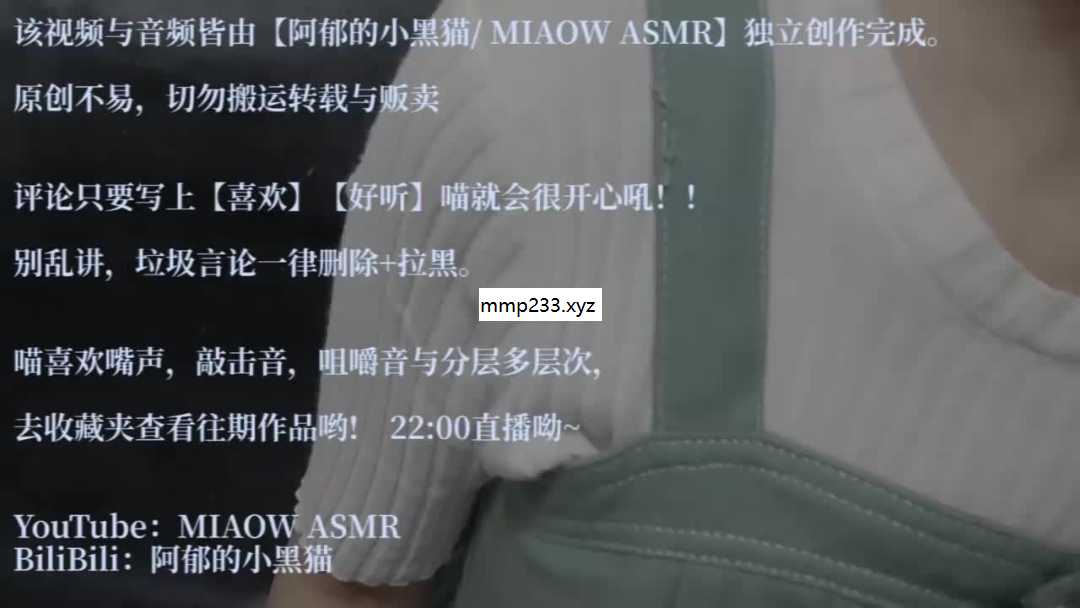 该视频与音频皆由【阿郁的小黑猫/ MIAOW ASMR】独立创作完成。
原创不易，切勿搬运转载与贩卖
评论只要写上【喜欢】【好听】喵就会很开心吼！！
别乱讲，垃圾言论一律删除+拉黑。
mmp233.xyz
喵喜欢嘴声，敲击音，咀嚼音与分层多层次，
去收藏夹查看往期作品哟! 22:00直播呦~
YouTube：MIAOW ASMR
BiliBili：阿郁的小黑猫